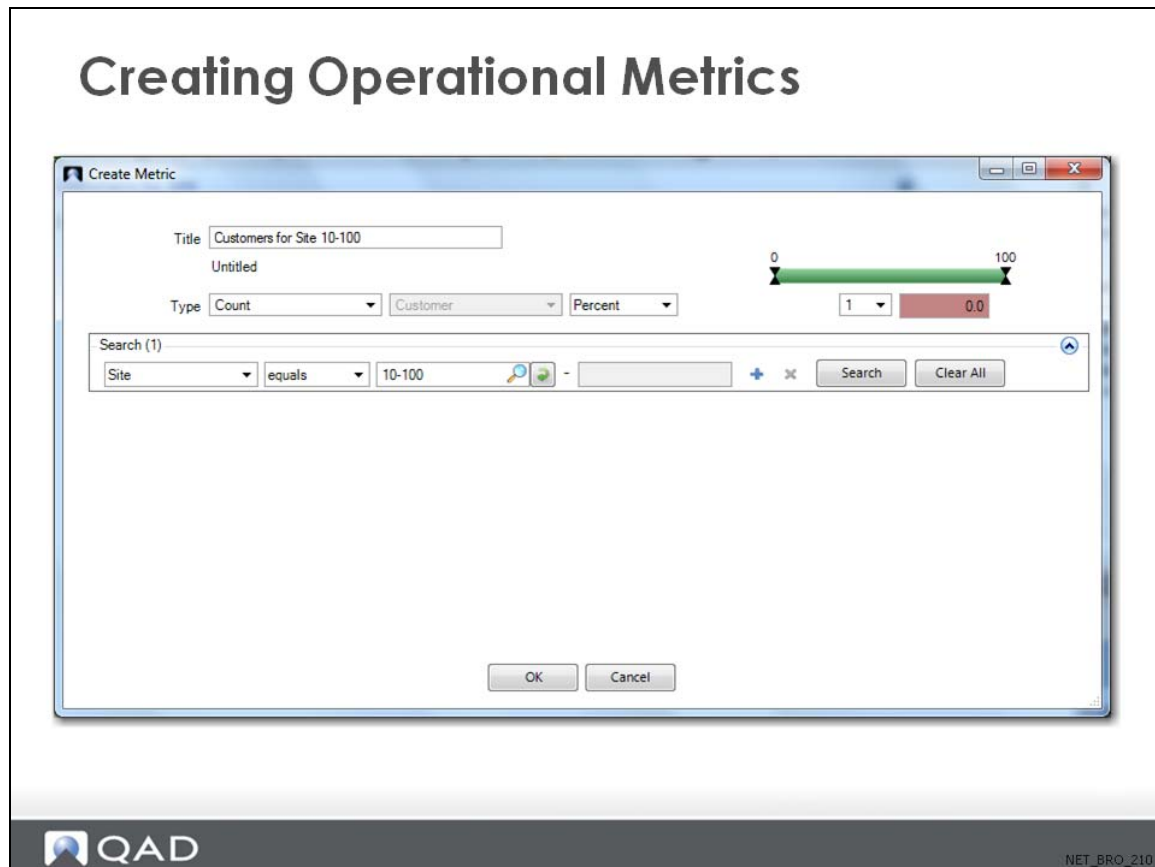 Creating Operational Metrics
Create Metric
Title Customers for Site 10-100
Untitled
0 100
Type Count Customer Percent 1 0.0
Search (1)
Site equals 10-100 - Search Clear All
OK Cancel
QAD
NET_BRO_210